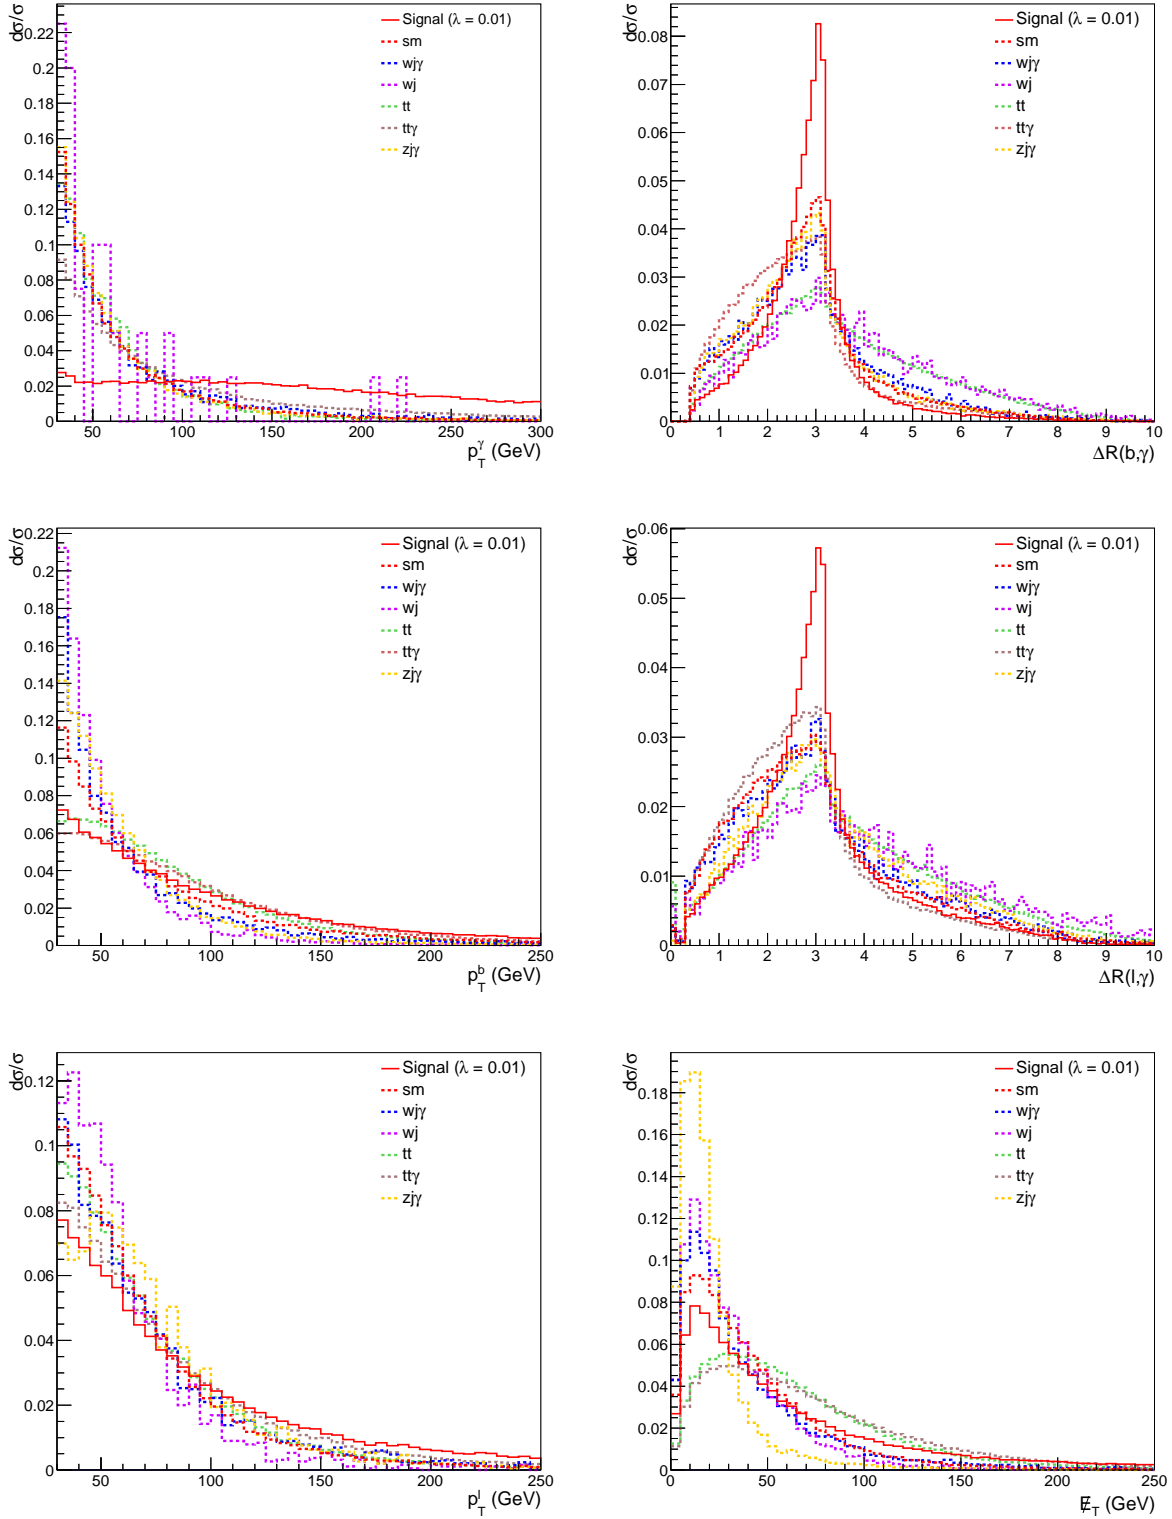 dσ/σ
Signal (λ = 0.01)
sm
wjγ
wj
tt
ttγ
zjγ
0.22
0.2
0.18
0.16
0.14
0.12
0.1
0.08
0.06
0.04
0.02
0
50 100 150 200 250 300
p_T^γ (GeV)
dσ/σ
Signal (λ = 0.01)
sm
wjγ
wj
tt
ttγ
zjγ
0.08
0.07
0.06
0.05
0.04
0.03
0.02
0.01
0
0 1 2 3 4 5 6 7 8 9 10
ΔR(b,γ)
dσ/σ
Signal (λ = 0.01)
sm
wjγ
wj
tt
ttγ
zjγ
0.22
0.2
0.18
0.16
0.14
0.12
0.1
0.08
0.06
0.04
0.02
0
50 100 150 200 250
p_T^b (GeV)
dσ/σ
Signal (λ = 0.01)
sm
wjγ
wj
tt
ttγ
zjγ
0.06
0.05
0.04
0.03
0.02
0.01
0
0 1 2 3 4 5 6 7 8 9 10
ΔR(l,γ)
dσ/σ
Signal (λ = 0.01)
sm
wjγ
wj
tt
ttγ
zjγ
0.12
0.1
0.08
0.06
0.04
0.02
0
50 100 150 200 250
p_T^l (GeV)
dσ/σ
Signal (λ = 0.01)
sm
wjγ
wj
tt
ttγ
zjγ
0.18
0.16
0.14
0.12
0.1
0.08
0.06
0.04
0.02
0
0 50 100 150 200 250
E̸_T (GeV)